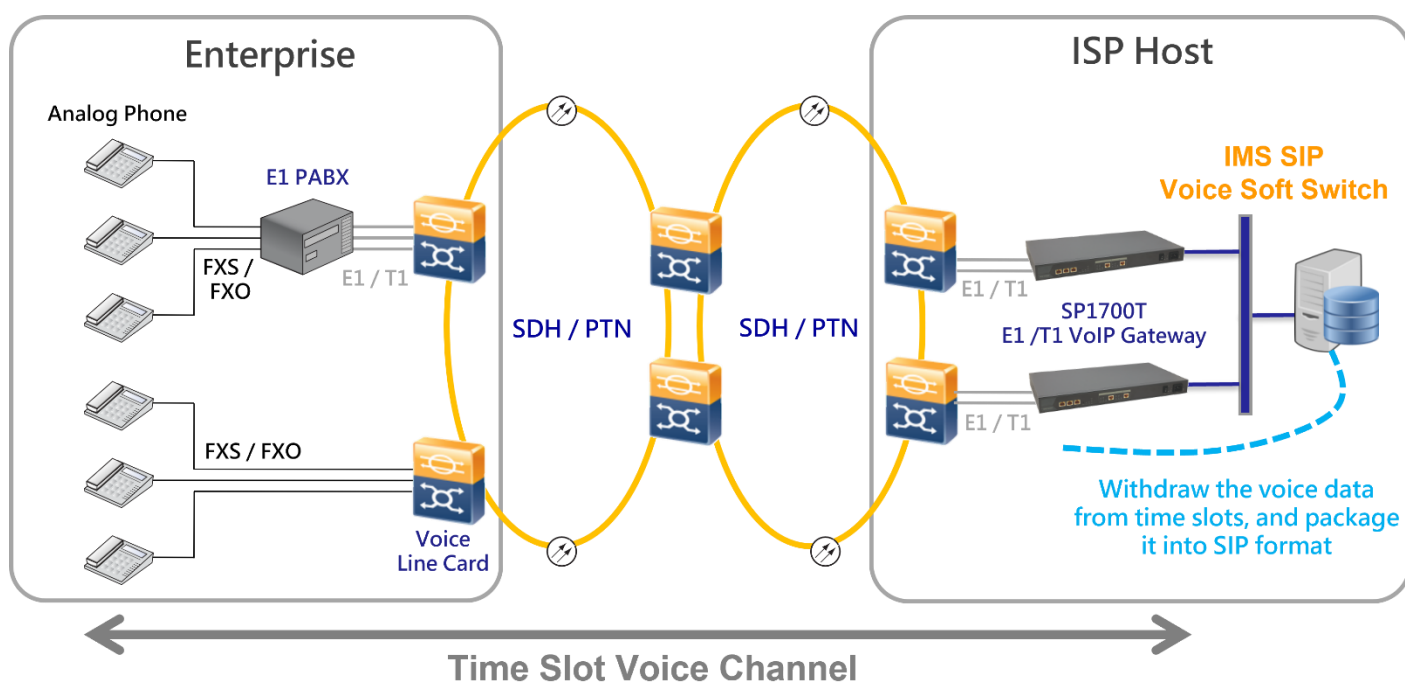 Enterprise
ISP Host
Analog Phone
E1 PABX
FXS /
FXO
E1 / T1
FXS / FXO
Voice
Line Card
SDH / PTN
SDH / PTN
E1 / T1
E1 / T1
SP1700T
E1 /T1 VoIP Gateway
IMS SIP
Voice Soft Switch
Withdraw the voice data
from time slots, and package
it into SIP format
Time Slot Voice Channel